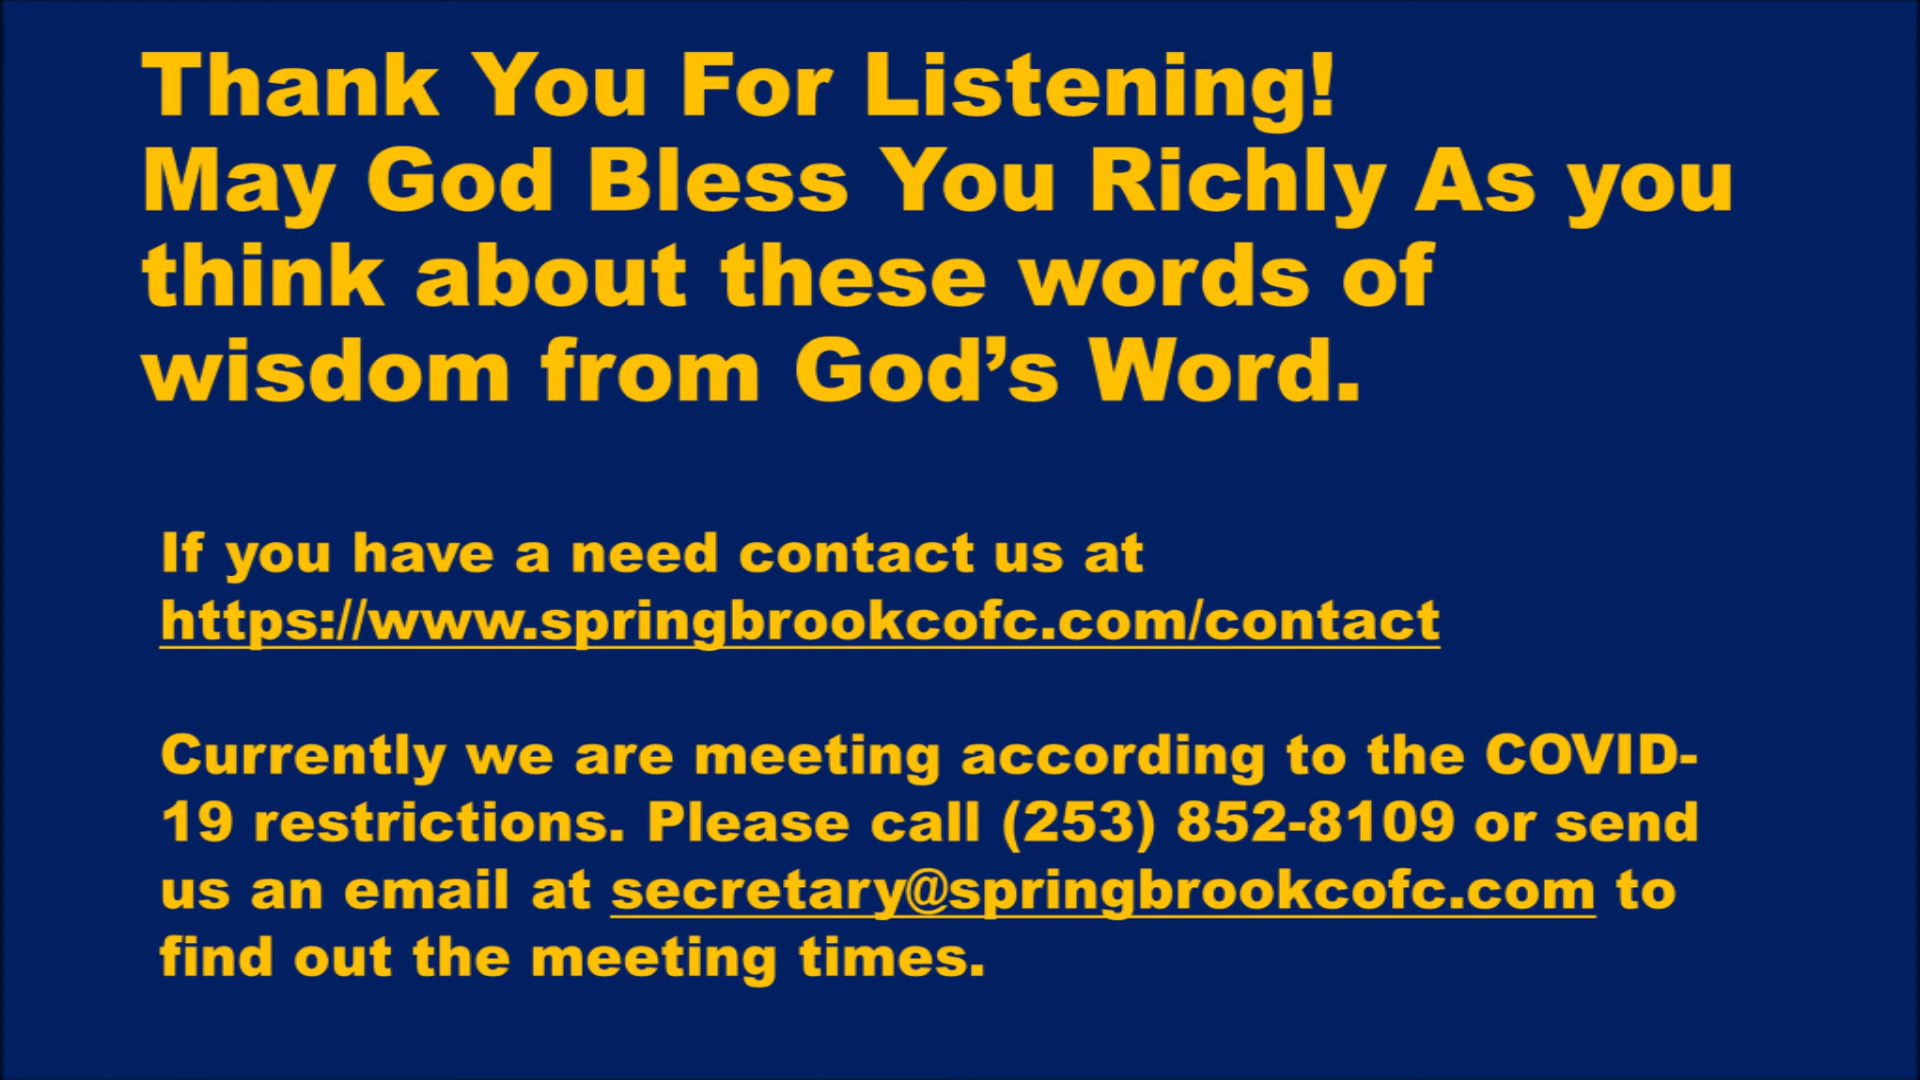 Thank You For Listening!
May God Bless You Richly As you
think about these words of
wisdom from God’s Word.
If you have a need contact us at
https://www.springbrookcofc.com/contact
Currently we are meeting according to the COVID-
19 restrictions. Please call (253) 852-8109 or send
us an email at secretary@springbrookcofc.com to
find out the meeting times.